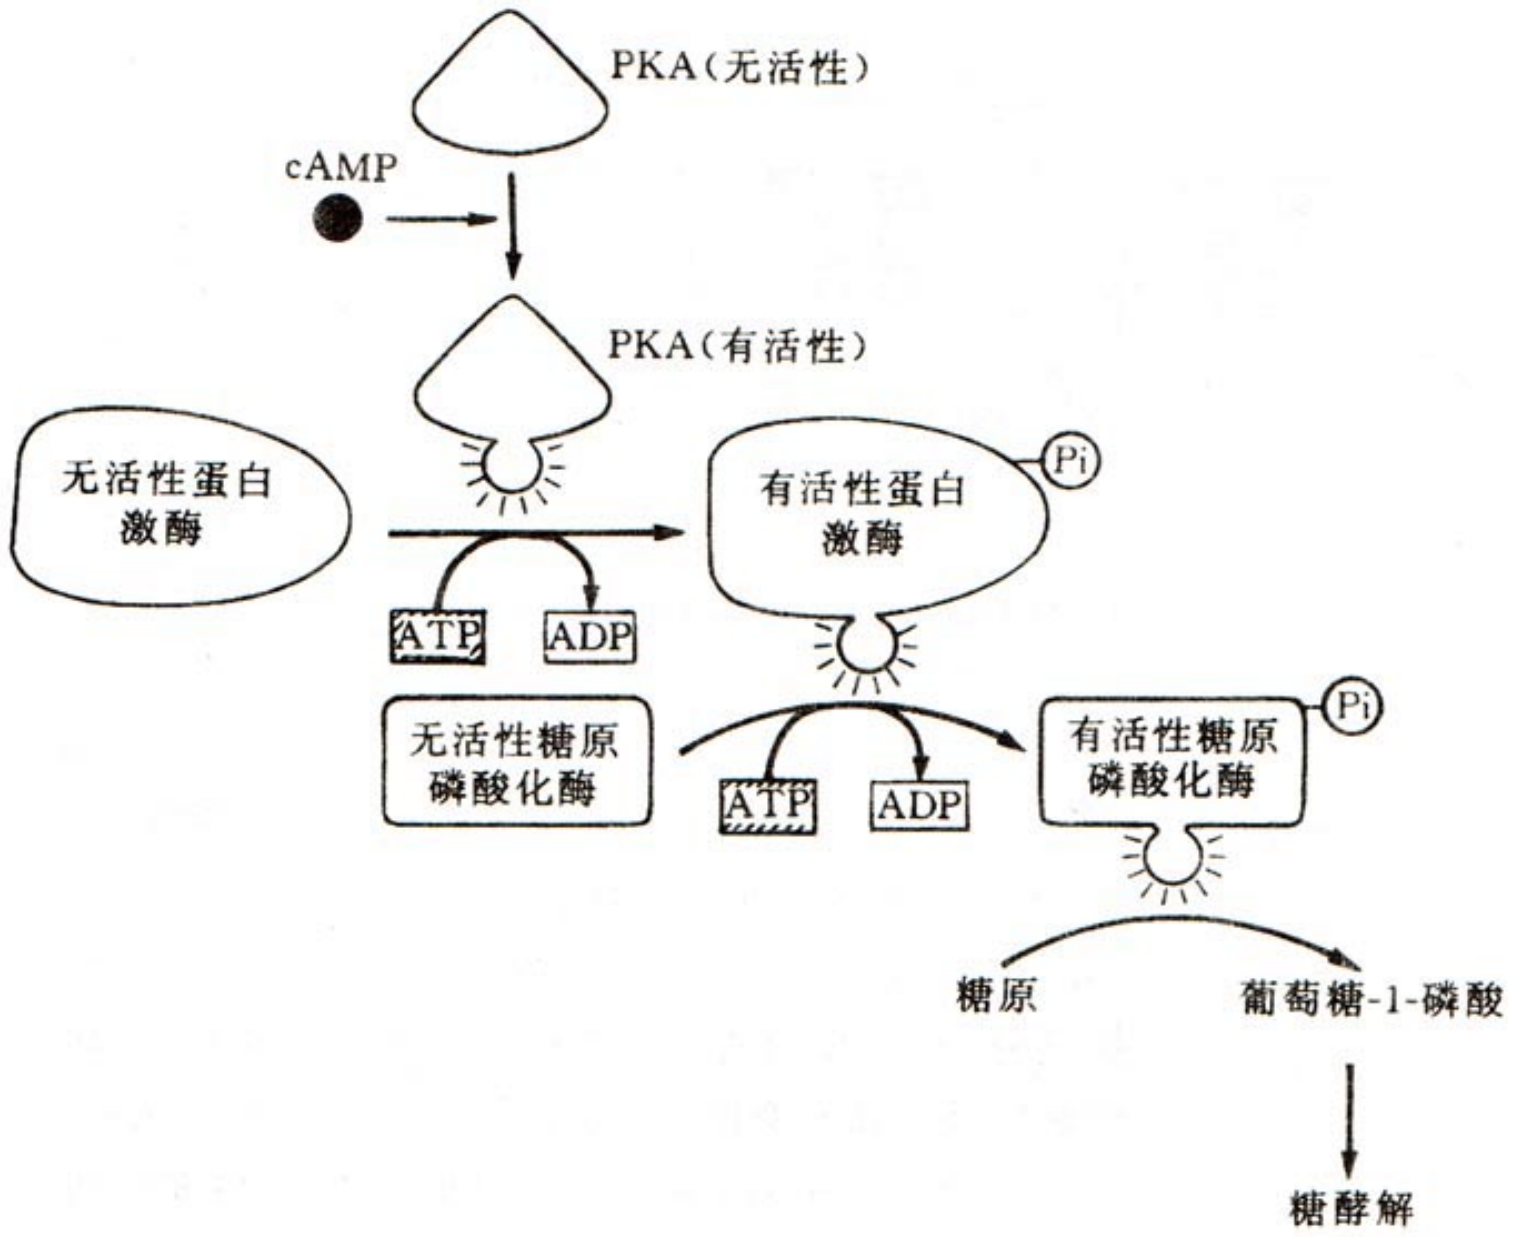 PKA(无活性)
cAMP
PKA(有活性)
无活性蛋白
激酶
有活性蛋白
激酶
Pi
ATP
ADP
无活性糖原
磷酸化酶
有活性糖原
磷酸化酶
Pi
ATP
ADP
糖原
葡萄糖-1-磷酸
糖酵解